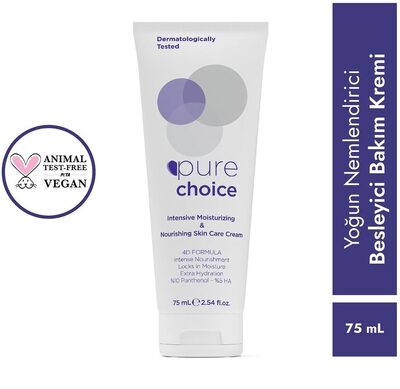 Dermatologically
Tested
pure
choice
Intensive Moisturizing
&
Nourishing Skin Care Cream
4D FORMULA
Intense Nourishment
Locks in Moisture
Extra Hydration
%10 Panthenol - %5 HA
75 mL ℮ 2.54 fl.oz.
ANIMAL
TEST-FREE
PETA
VEGAN
Yoğun Nemlendirici
Besleyici Bakım Kremi
75 mL